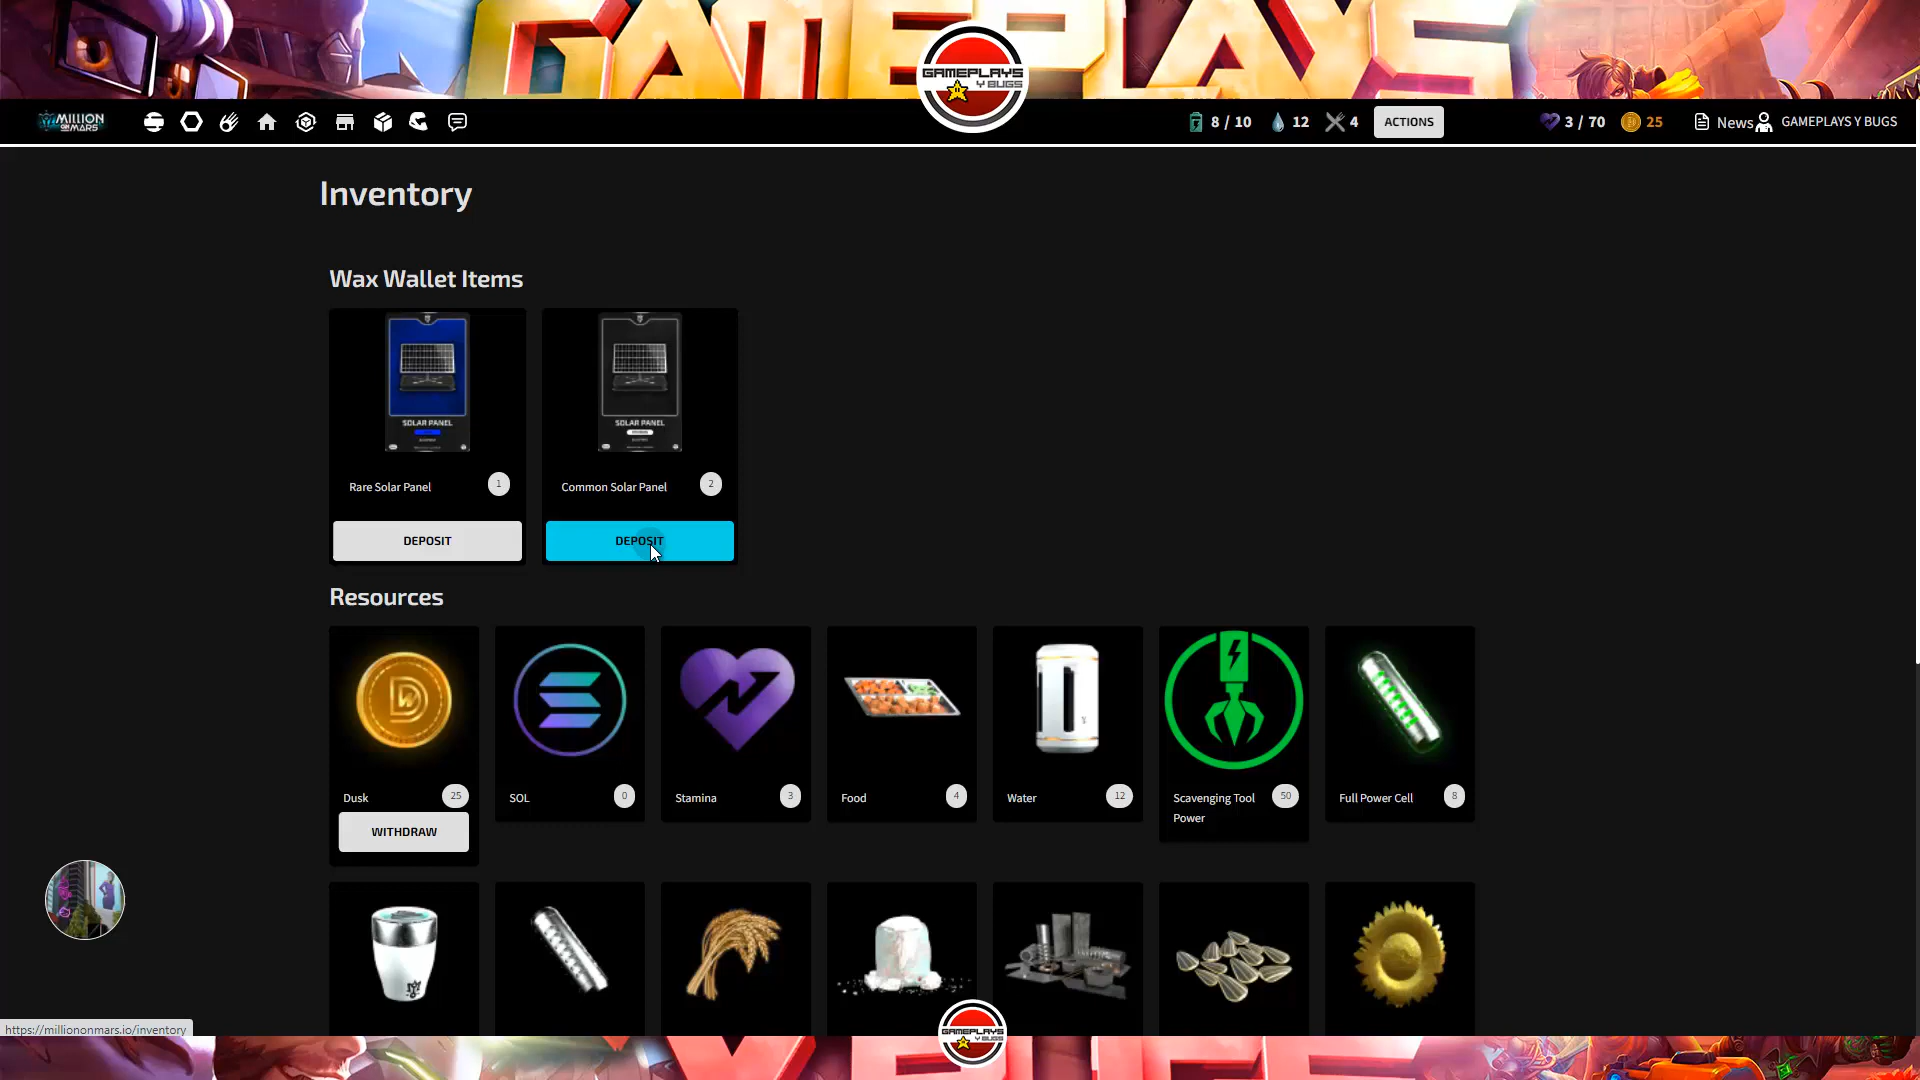 GAMEPLAYS
GAMEPLAYS
Y BUGS
MILLION
ON MARS
8 / 10
12
4
ACTIONS
3 / 70
25
News
GAMEPLAYS Y BUGS
Inventory
Wax Wallet Items
SOLAR PANEL
SOLAR PANEL
Rare Solar Panel
1
Common Solar Panel
2
DEPOSIT
DEPOSIT
Resources
Dusk
25
SOL
0
Stamina
3
Food
4
Water
12
Scavenging Tool
Power
50
Full Power Cell
8
WITHDRAW
https://milliononmars.io/inventory
GAMEPLAYS
Y BUGS